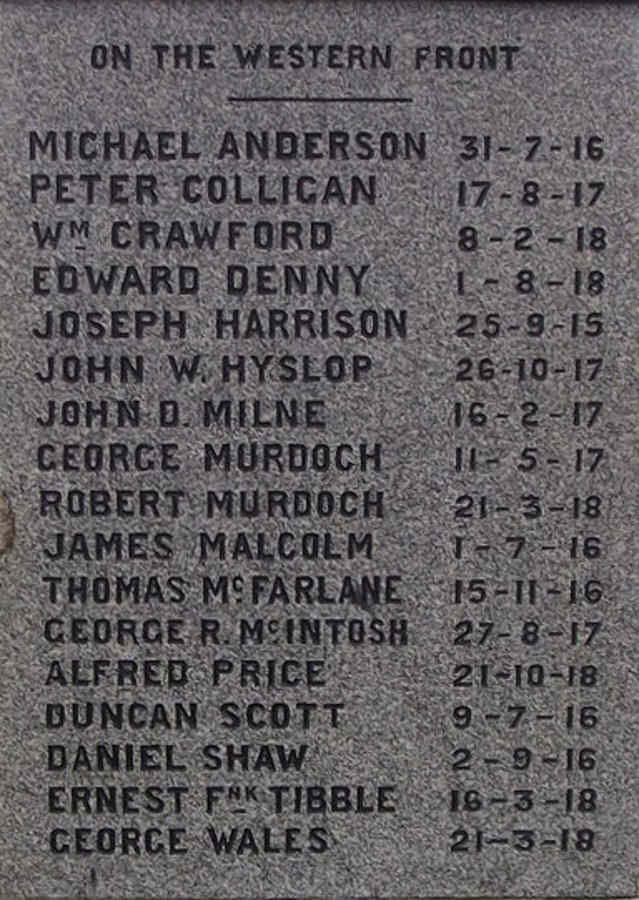 ON THE WESTERN FRONT
MICHAEL ANDERSON 31-7-16
PETER COLLIGAN 17-8-17
WM CRAWFORD 8-2-18
EDWARD DENNY 1-8-18
JOSEPH HARRISON 25-9-15
JOHN W. HYSLOP 26-10-17
JOHN D. MILNE 16-2-17
GEORGE MURDOCH 11-5-17
ROBERT MURDOCH 21-3-18
JAMES MALCOLM 1-7-16
THOMAS McFARLANE 15-11-16
GEORGE R. McINTOSH 27-8-17
ALFRED PRICE 21-10-18
DUNCAN SCOTT 9-7-16
DANIEL SHAW 2-9-16
ERNEST FNK TIBBLE 16-3-18
GEORGE WALES 21-3-18